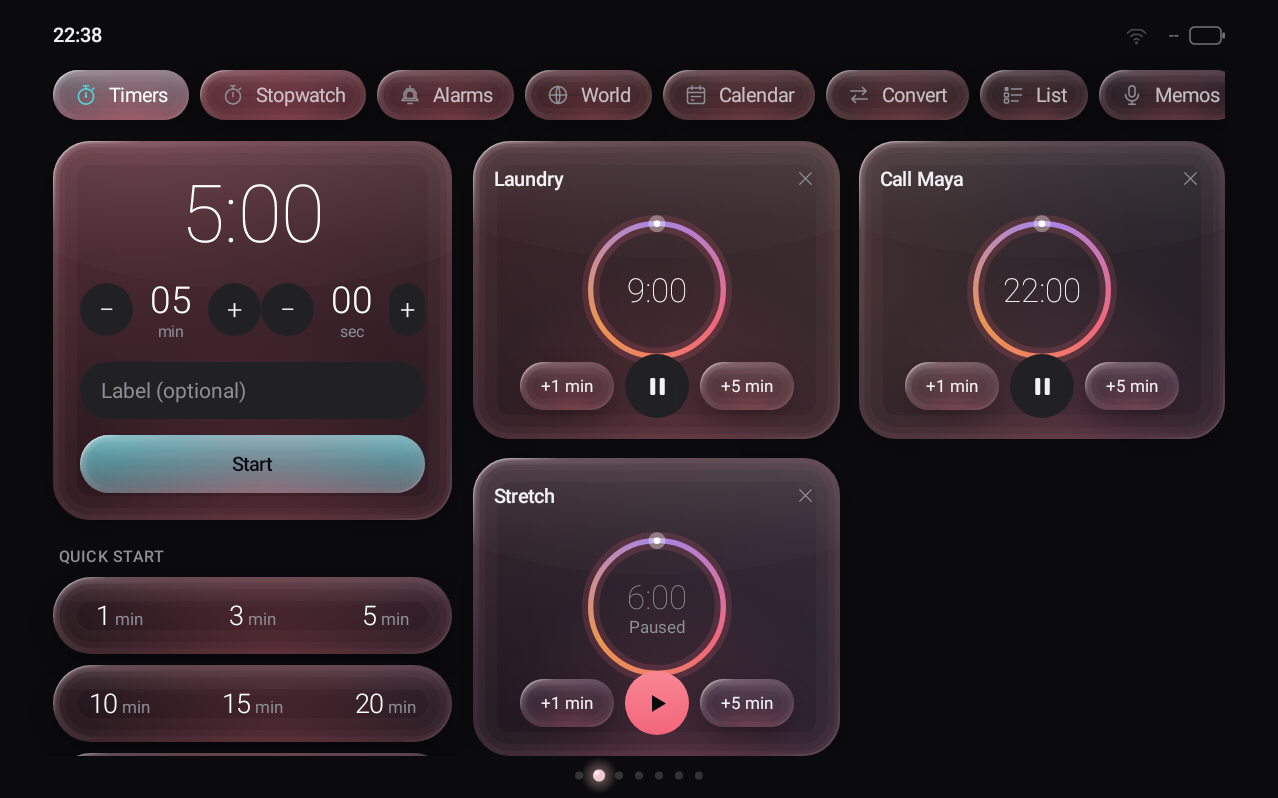 22:38
--
Timers
Stopwatch
Alarms
World
Calendar
Convert
List
Memos
5:00
− 05 + − 00 +
min sec
Label (optional)
Start
QUICK START
1 min 3 min 5 min
10 min 15 min 20 min
Laundry
9:00
+1 min +5 min
Call Maya
22:00
+1 min +5 min
Stretch
6:00
Paused
+1 min +5 min